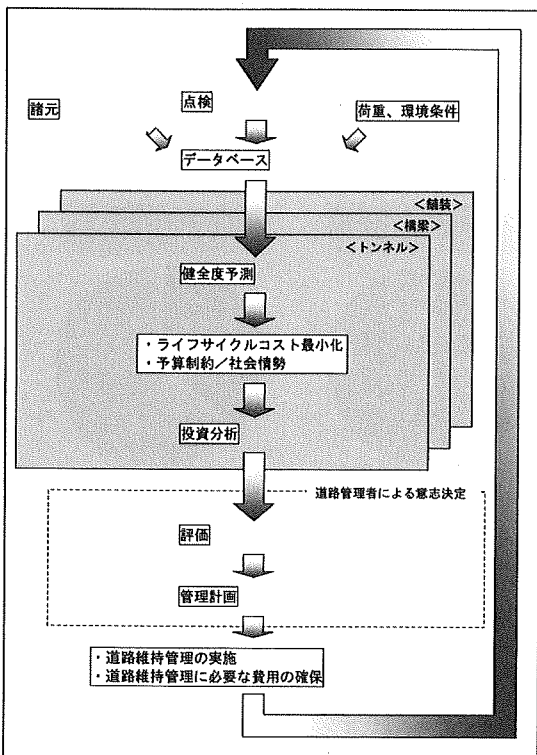 諸元
点検
荷重、環境条件
データベース
＜舗装＞
＜橋梁＞
＜トンネル＞
健全度予測
・ライフサイクルコスト最小化
・予算制約／社会情勢
投資分析
道路管理者による意志決定
評価
管理計画
・道路維持管理の実施
・道路維持管理に必要な費用の確保